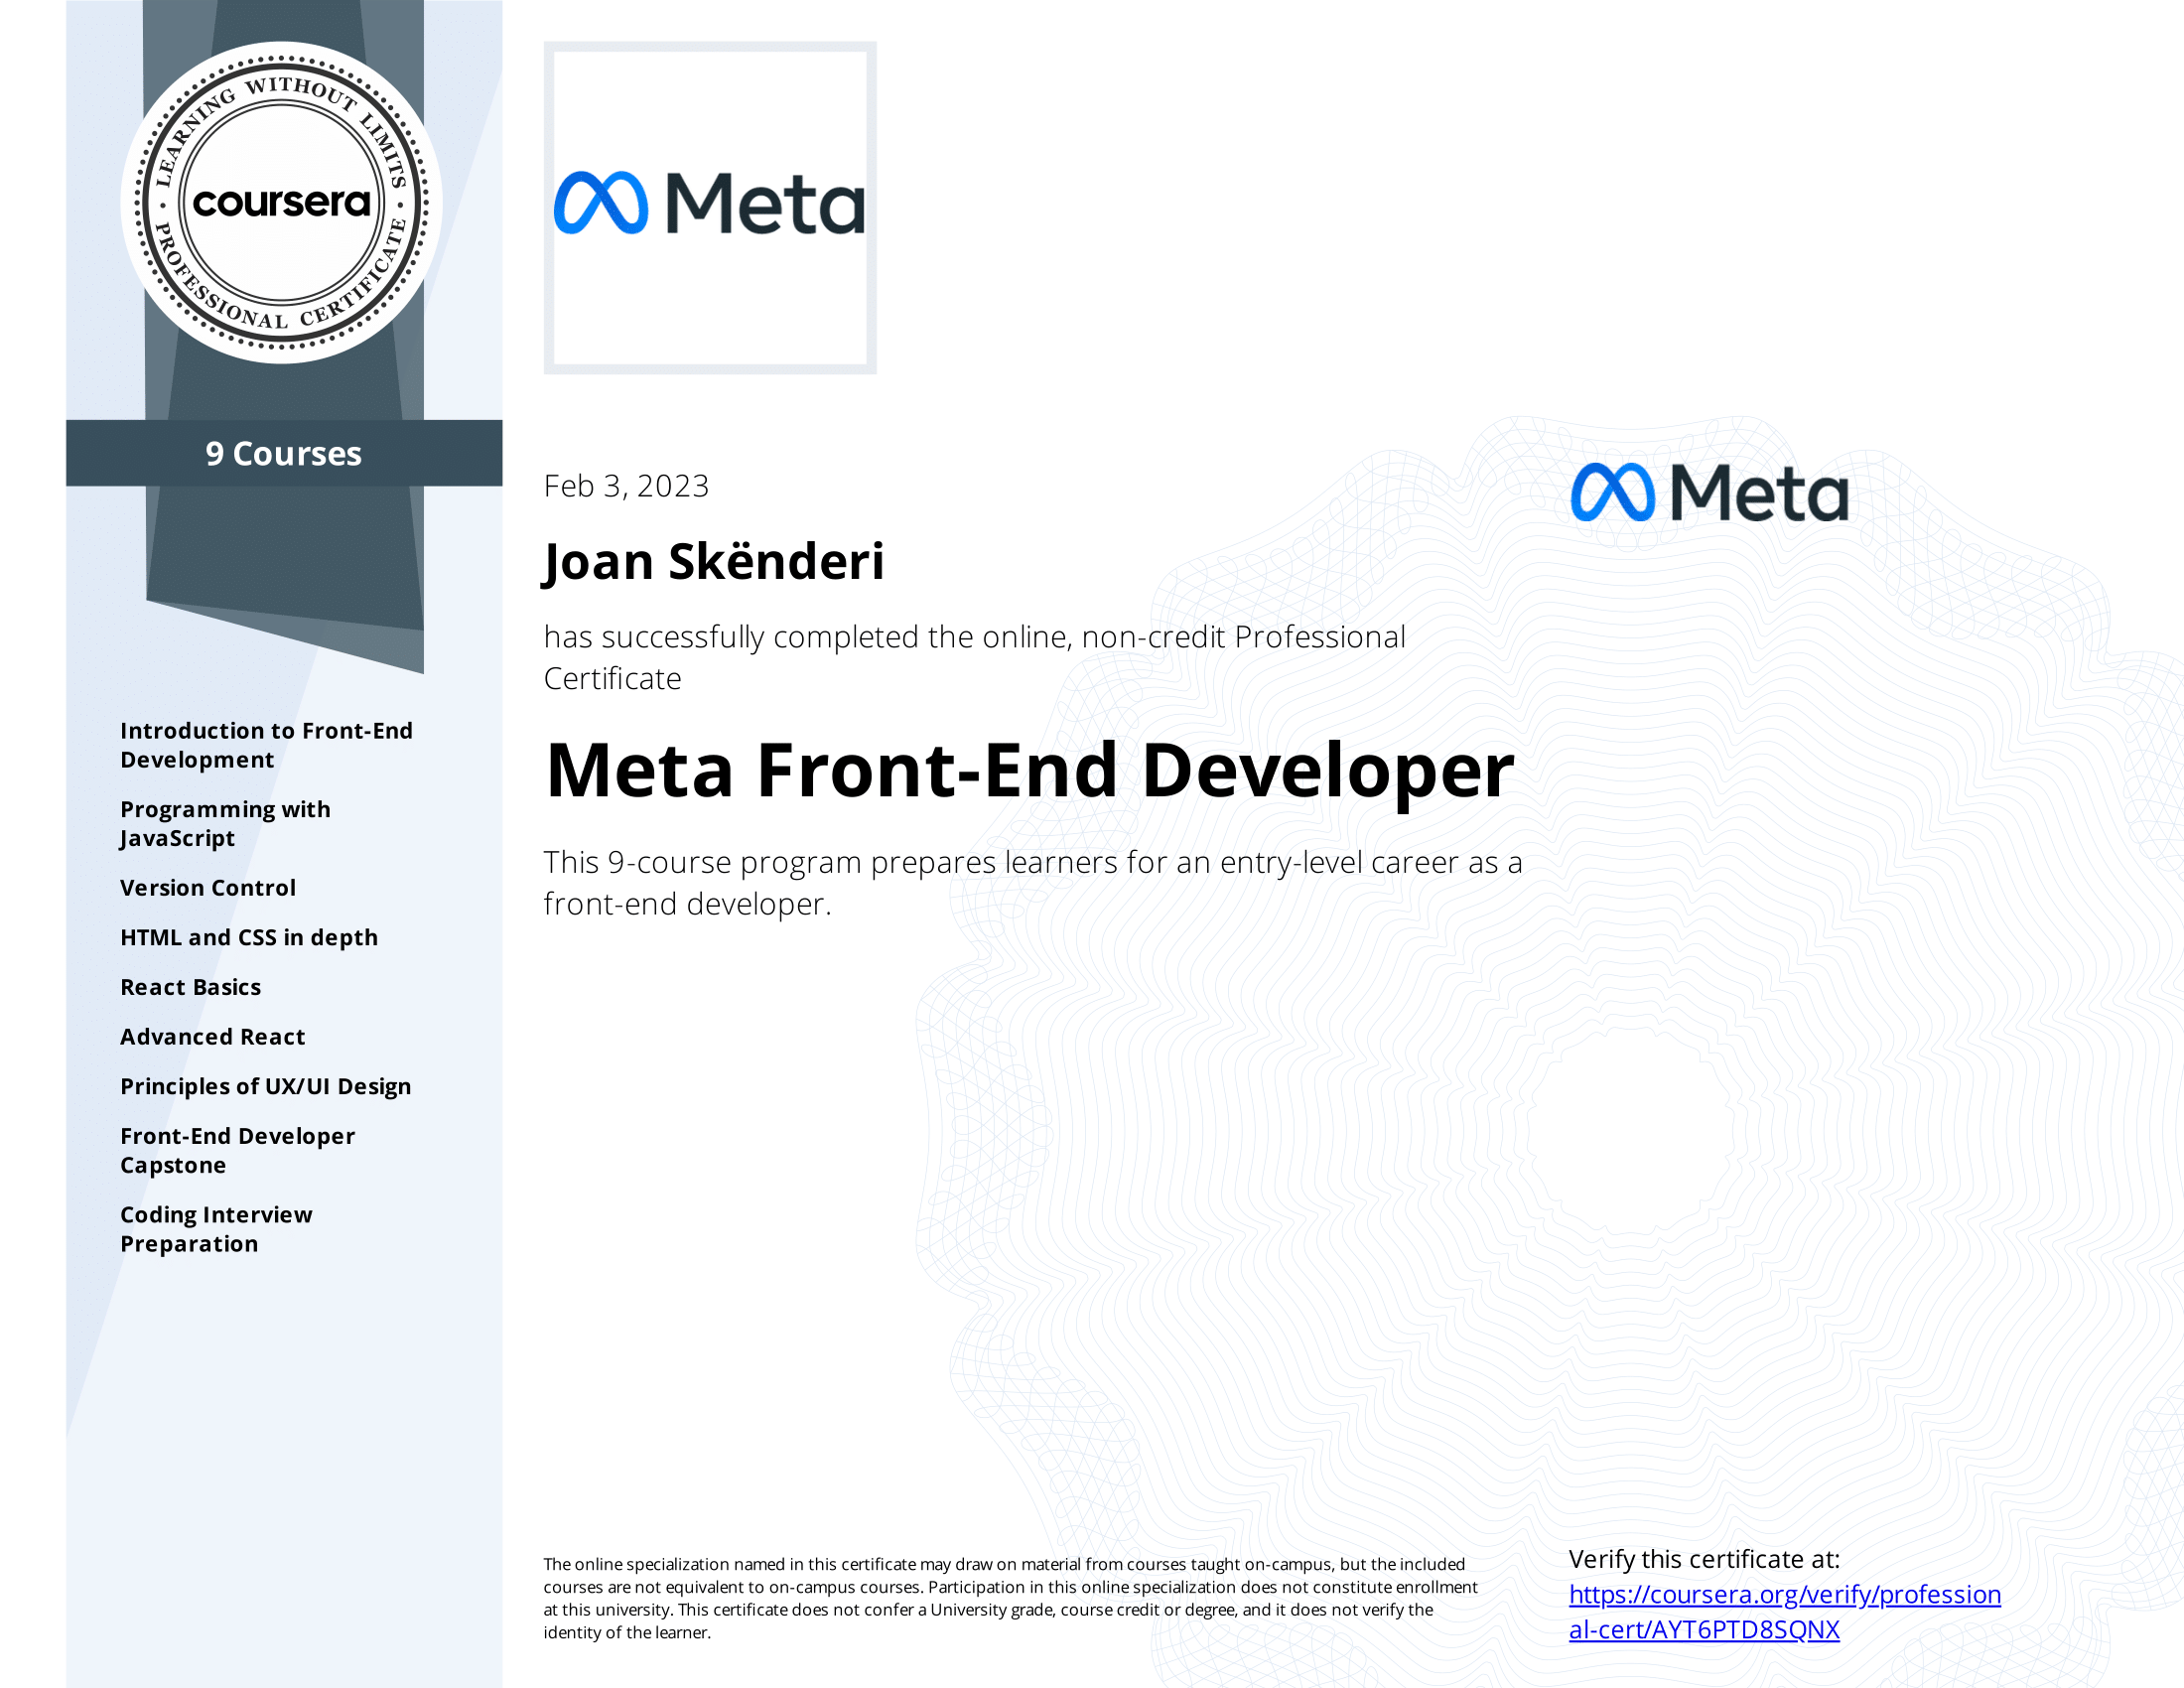 LEARNING WITHOUT LIMITS
coursera
PROFESSIONAL CERTIFICATE
9 Courses
Introduction to Front-End
Development
Programming with
JavaScript
Version Control
HTML and CSS in depth
React Basics
Advanced React
Principles of UX/UI Design
Front-End Developer
Capstone
Coding Interview
Preparation
Meta
Feb 3, 2023
Meta
Joan Skënderi
has successfully completed the online, non-credit Professional
Certificate
Meta Front-End Developer
This 9-course program prepares learners for an entry-level career as a
front-end developer.
The online specialization named in this certificate may draw on material from courses taught on-campus, but the included
courses are not equivalent to on-campus courses. Participation in this online specialization does not constitute enrollment
at this university. This certificate does not confer a University grade, course credit or degree, and it does not verify the
identity of the learner.
Verify this certificate at:
https://coursera.org/verify/profession
al-cert/AYT6PTD8SQNX